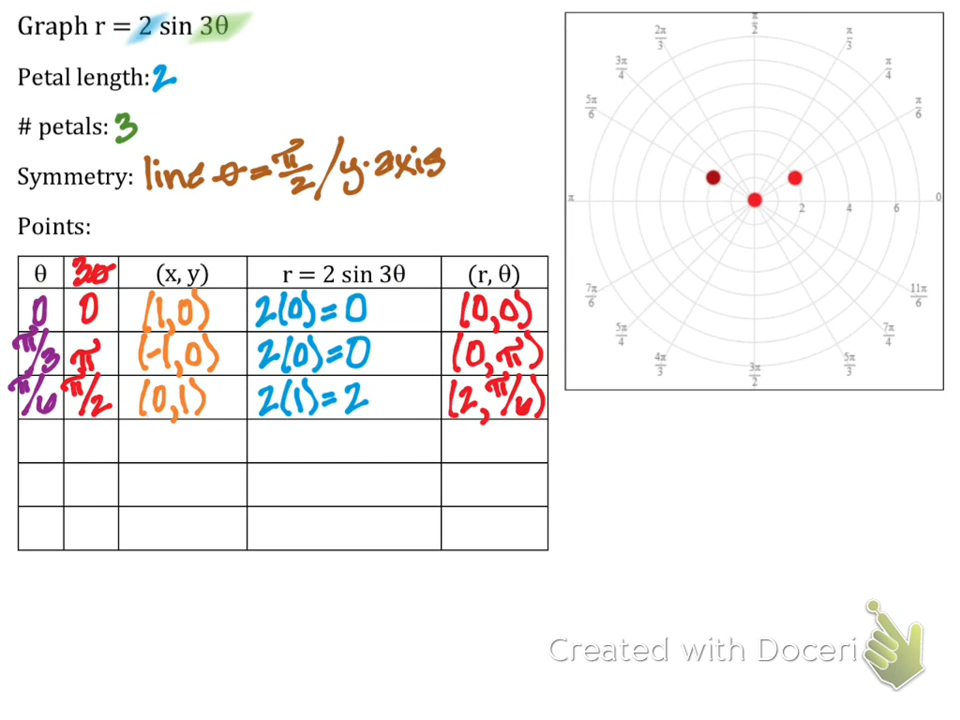 Graph r = 2 sin 3θ
Petal length: 2
# petals: 3
Symmetry: line θ = π/2 / y-axis
Points:
θ 3θ (x, y) r = 2 sin 3θ (r, θ)
0 0 (1,0) 2(0)=0 (0,0)
π/3 π (-1,0) 2(0)=0 (0,π)
π/6 π/2 (0,1) 2(1)=2 (2,π/6)
π/2
2π/3 π/3
3π/4 π/4
5π/6 π/6
π 2 4 6 0
7π/6 11π/6
5π/4 7π/4
4π/3 5π/3
3π/2
Created with Doceri